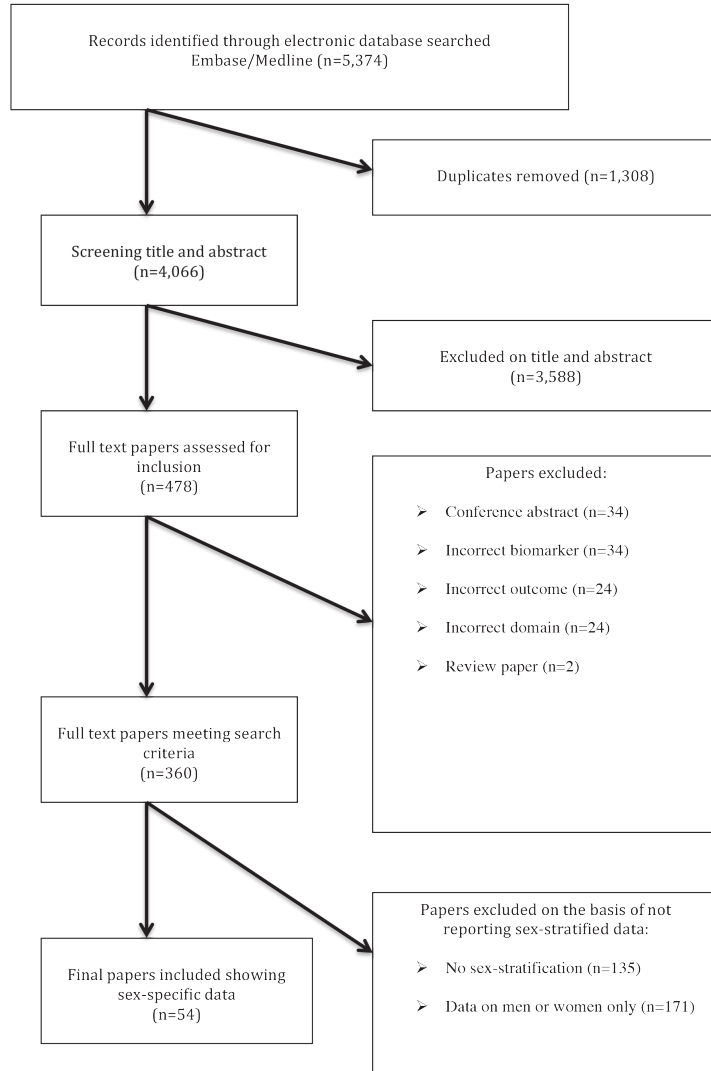 Records identified through electronic database searched
Embase/Medline (n=5,374)
Duplicates removed (n=1,308)
Screening title and abstract
(n=4,066)
Excluded on title and abstract
(n=3,588)
Full text papers assessed for
inclusion
(n=478)
Papers excluded:
➢ Conference abstract (n=34)
➢ Incorrect biomarker (n=34)
➢ Incorrect outcome (n=24)
➢ Incorrect domain (n=24)
➢ Review paper (n=2)
Full text papers meeting search
criteria
(n=360)
Papers excluded on the basis of not
reporting sex-stratified data:
➢ No sex-stratification (n=135)
➢ Data on men or women only (n=171)
Final papers included showing
sex-specific data
(n=54)